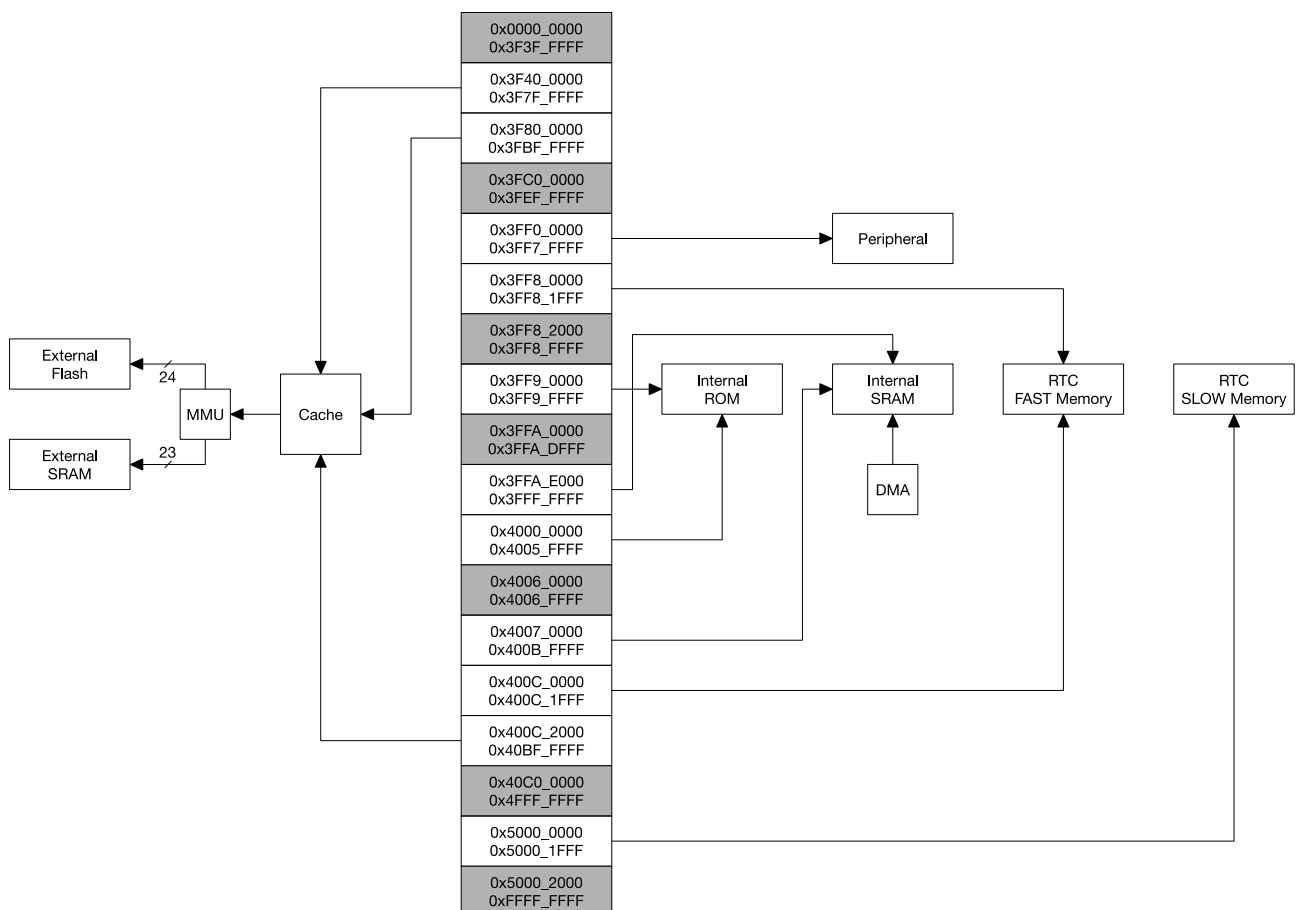 0x0000_0000
0x3F3F_FFFF
0x3F40_0000
0x3F7F_FFFF
0x3F80_0000
0x3FBF_FFFF
0x3FC0_0000
0x3FEF_FFFF
0x3FF0_0000
0x3FF7_FFFF
Peripheral
0x3FF8_0000
0x3FF8_1FFF
0x3FF8_2000
0x3FF8_FFFF
External
Flash
24
MMU
Cache
External
SRAM
23
0x3FF9_0000
0x3FF9_FFFF
Internal
ROM
Internal
SRAM
RTC
FAST Memory
RTC
SLOW Memory
0x3FFA_0000
0x3FFA_DFFF
0x3FFA_E000
0x3FFF_FFFF
DMA
0x4000_0000
0x4005_FFFF
0x4006_0000
0x4006_FFFF
0x4007_0000
0x400B_FFFF
0x400C_0000
0x400C_1FFF
0x400C_2000
0x40BF_FFFF
0x40C0_0000
0x4FFF_FFFF
0x5000_0000
0x5000_1FFF
0x5000_2000
0xFFFF_FFFF